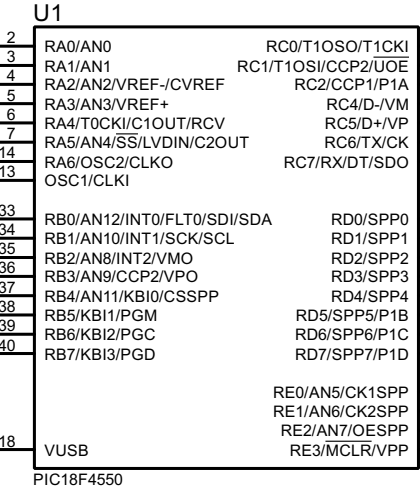 U1
2 RA0/AN0 RC0/T1OSO/T1CKI
3 RA1/AN1 RC1/T1OSI/CCP2/UOE
4 RA2/AN2/VREF-/CVREF RC2/CCP1/P1A
5 RA3/AN3/VREF+ RC4/D-/VM
6 RA4/T0CKI/C1OUT/RCV RC5/D+/VP
7 RA5/AN4/SS/LVDIN/C2OUT RC6/TX/CK
14 RA6/OSC2/CLKO RC7/RX/DT/SDO
13 OSC1/CLKI
33 RB0/AN12/INT0/FLT0/SDI/SDA RD0/SPP0
34 RB1/AN10/INT1/SCK/SCL RD1/SPP1
35 RB2/AN8/INT2/VMO RD2/SPP2
36 RB3/AN9/CCP2/VPO RD3/SPP3
37 RB4/AN11/KBI0/CSSPP RD4/SPP4
38 RB5/KBI1/PGM RD5/SPP5/P1B
39 RB6/KBI2/PGC RD6/SPP6/P1C
40 RB7/KBI3/PGD RD7/SPP7/P1D
RE0/AN5/CK1SPP
RE1/AN6/CK2SPP
RE2/AN7/OESPP
18 VUSB RE3/MCLR/VPP
PIC18F4550